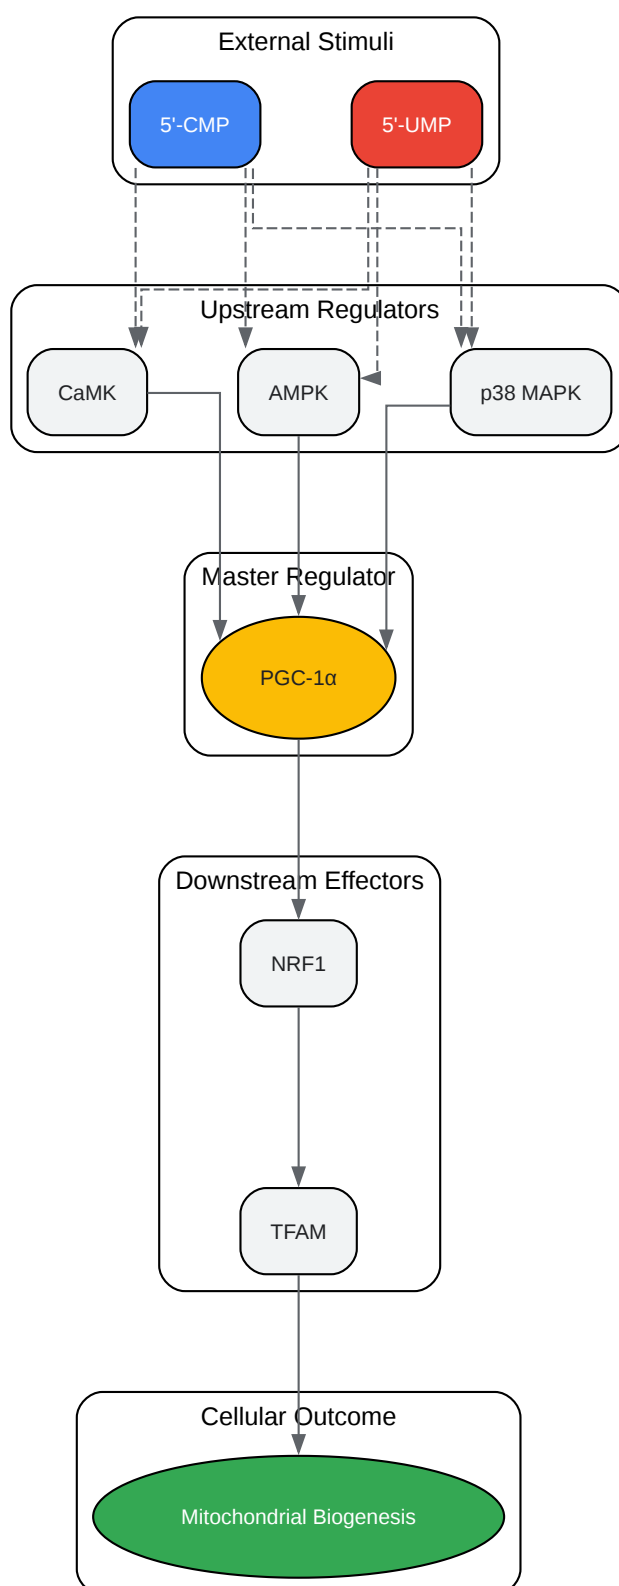 External Stimuli
5'-CMP
5'-UMP
Upstream Regulators
CaMK
AMPK
p38 MAPK
Master Regulator
PGC-1α
Downstream Effectors
NRF1
TFAM
Cellular Outcome
Mitochondrial Biogenesis